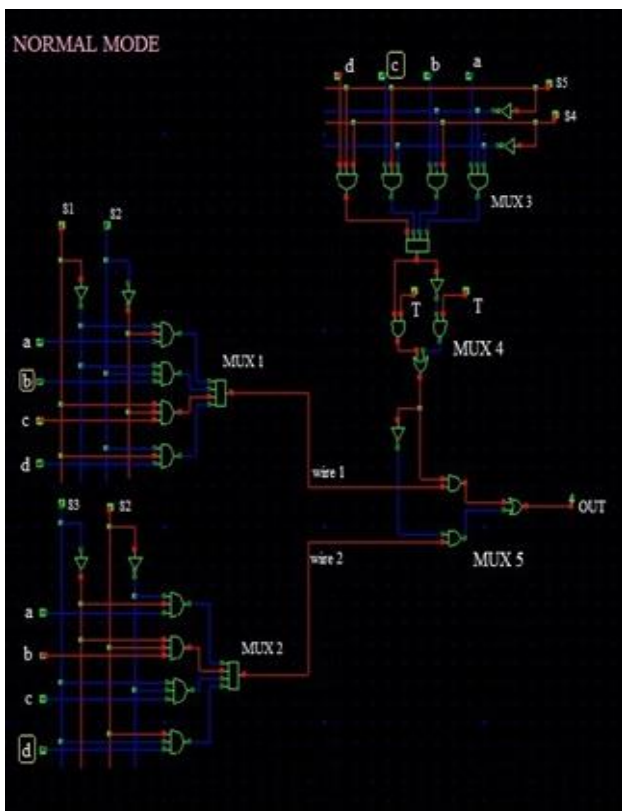 NORMAL MODE
d c b a
S5
S4
MUX 3
S1 S2
T T
MUX 4
a
MUX 1
b
c
d
wire 1
S3 S2
OUT
wire 2
MUX 5
a
b
MUX 2
c
d